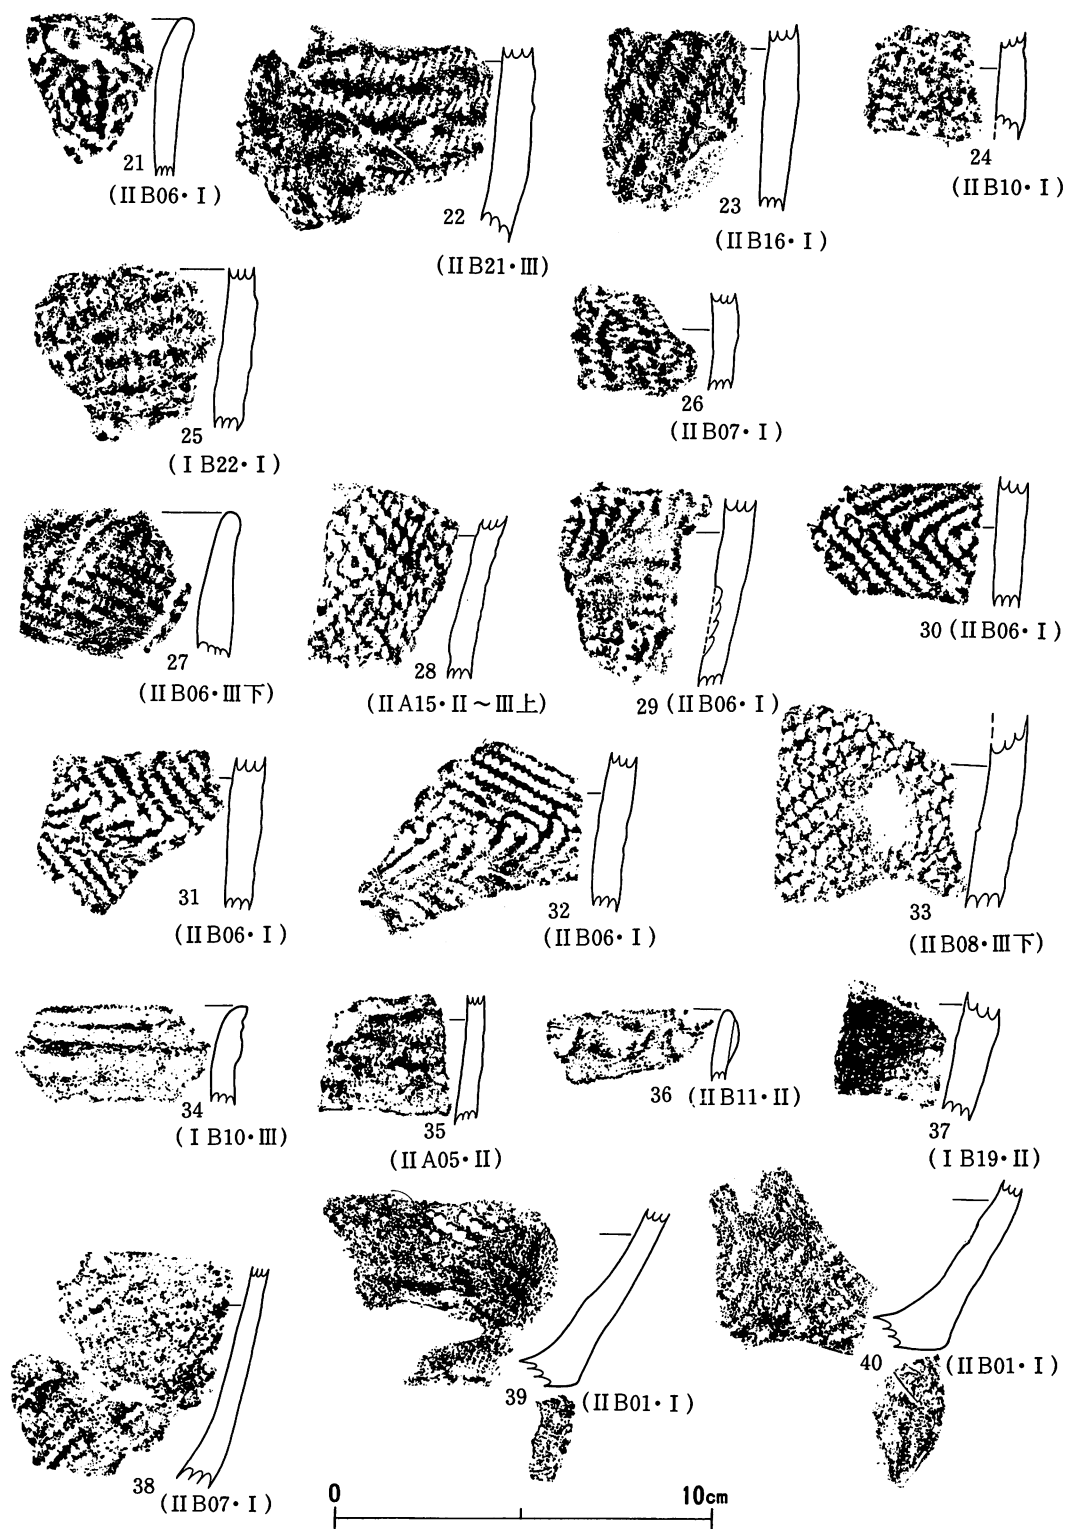 21
(ⅡB06・Ⅰ)
22
(ⅡB21・Ⅲ)
23
(ⅡB16・Ⅰ)
24
(ⅡB10・Ⅰ)
25
(ⅠB22・Ⅰ)
26
(ⅡB07・Ⅰ)
27
(ⅡB06・Ⅲ下)
28
(ⅡA15・Ⅱ～Ⅲ上)
29 (ⅡB06・Ⅰ)
30 (ⅡB06・Ⅰ)
31
(ⅡB06・Ⅰ)
32
(ⅡB06・Ⅰ)
33
(ⅡB08・Ⅲ下)
34
(ⅠB10・Ⅲ)
35
(ⅡA05・Ⅱ)
36 (ⅡB11・Ⅱ)
37
(ⅠB19・Ⅱ)
38
(ⅡB07・Ⅰ)
39 (ⅡB01・Ⅰ)
40 (ⅡB01・Ⅰ)
0 10cm